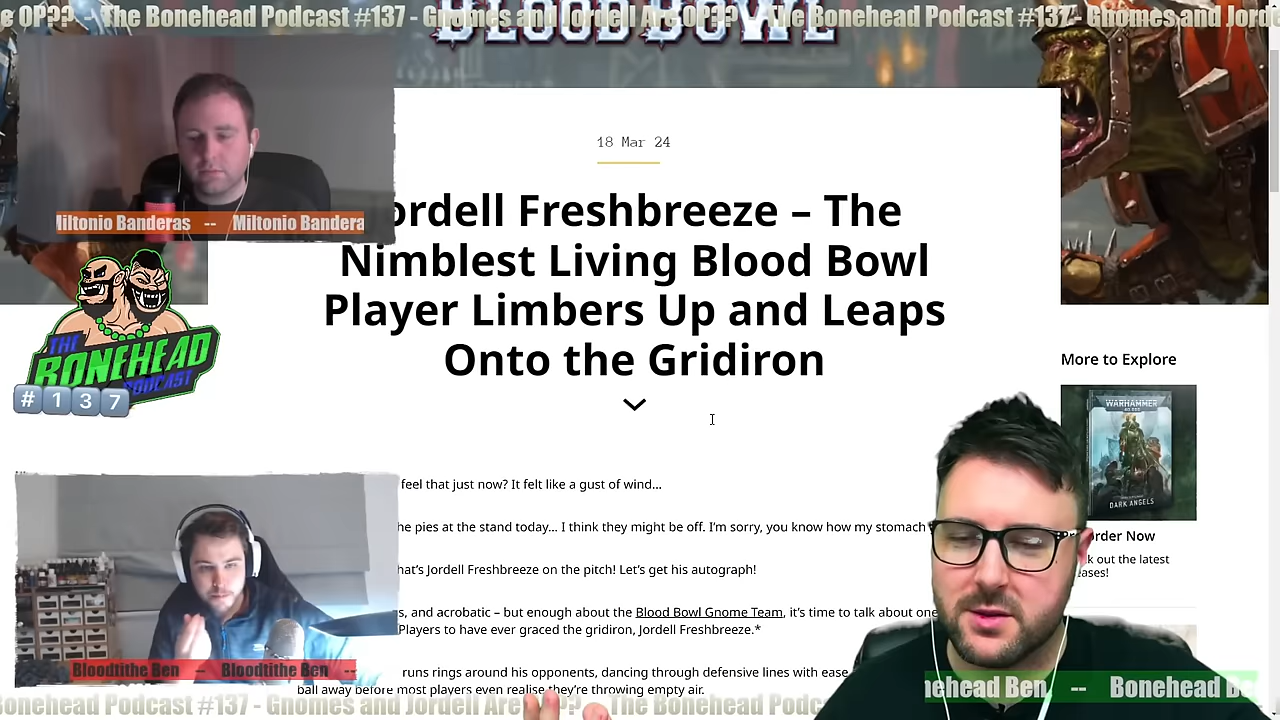 s OP?? - The Bonehead Podcast #137 - Gnomes and Jordell Are OP?? - The Bonehead Podcast #137 - Gnomes and Jord
BLOOD BOWL
18 Mar 24
ordell Freshbreeze – The
Nimblest Living Blood Bowl
Player Limbers Up and Leaps
Onto the Gridiron
Miltonio Banderas -- Miltonio Bandera
THE
BONEHEAD
PODCAST
#137
More to Explore
WARHAMMER
40,000
DARK ANGELS
order Now
k out the latest
ases!
feel that just now? It felt like a gust of wind…
he pies at the stand today… I think they might be off. I'm sorry, you know how my stomach
hat's Jordell Freshbreeze on the pitch! Let's get his autograph!
s, and acrobatic – but enough about the Blood Bowl Gnome Team, it's time to talk about one
Players to have ever graced the gridiron, Jordell Freshbreeze.*
runs rings around his opponents, dancing through defensive lines with ease
ball away before most players even realise they're throwing empty air.
Bloodtithe Ben -- Bloodtithe Ben --
nehead Ben -- Bonehead B
onehead Podcast #137 - Gnomes and Jordell Are OP?? - The Bonehead Podca